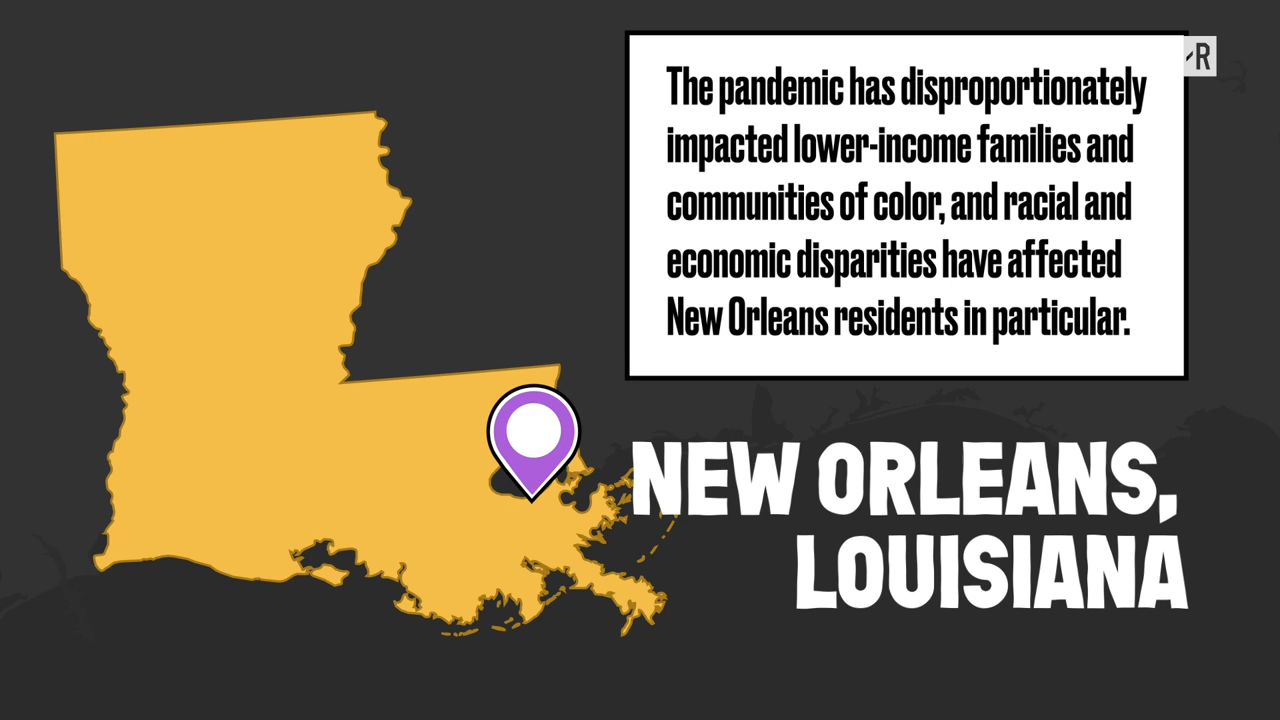 The pandemic has disproportionately
impacted lower-income families and
communities of color, and racial and
economic disparities have affected
New Orleans residents in particular.
R
NEW ORLEANS,
LOUISIANA